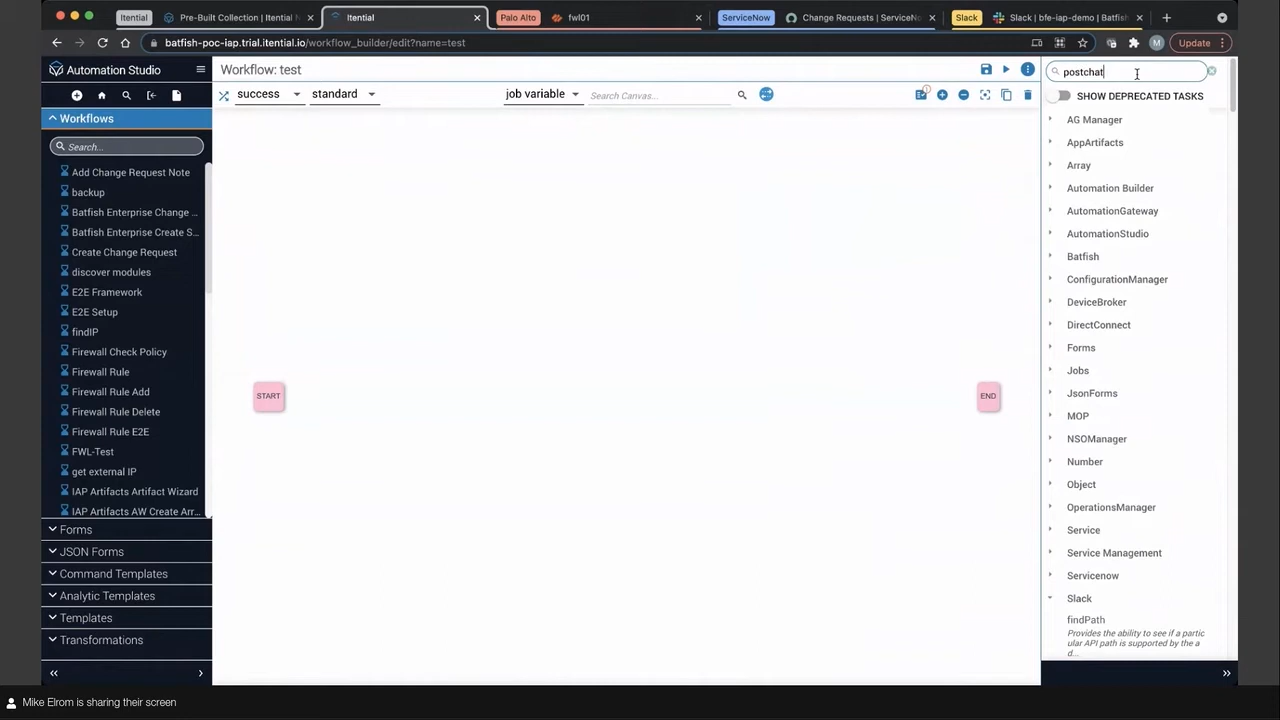 Itential
Pre-Built Collection | Itential N
Itential
Palo Alto
fwl01
ServiceNow
Change Requests | ServiceNo
Slack
Slack | bfe-iap-demo | Batfish
batfish-poc-iap.trial.itential.io/workflow_builder/edit?name=test
M
Update
Automation Studio
Workflow: test
postchat
success
standard
job variable
Search Canvas...
SHOW DEPRECATED TASKS
Workflows
Search...
Add Change Request Note
backup
Batfish Enterprise Change ...
Batfish Enterprise Create S...
Create Change Request
discover modules
E2E Framework
E2E Setup
findIP
Firewall Check Policy
Firewall Rule
Firewall Rule Add
Firewall Rule Delete
Firewall Rule E2E
FWL-Test
get external IP
IAP Artifacts Artifact Wizard
IAP Artifacts AW Create Arr...
Forms
JSON Forms
Command Templates
Analytic Templates
Templates
Transformations
START
END
AG Manager
AppArtifacts
Array
Automation Builder
AutomationGateway
AutomationStudio
Batfish
ConfigurationManager
DeviceBroker
DirectConnect
Forms
Jobs
JsonForms
MOP
NSOManager
Number
Object
OperationsManager
Service
Service Management
Servicenow
Slack
findPath
Provides the ability to see if a partic
ular API path is supported by the a
d...
Mike Elrom is sharing their screen